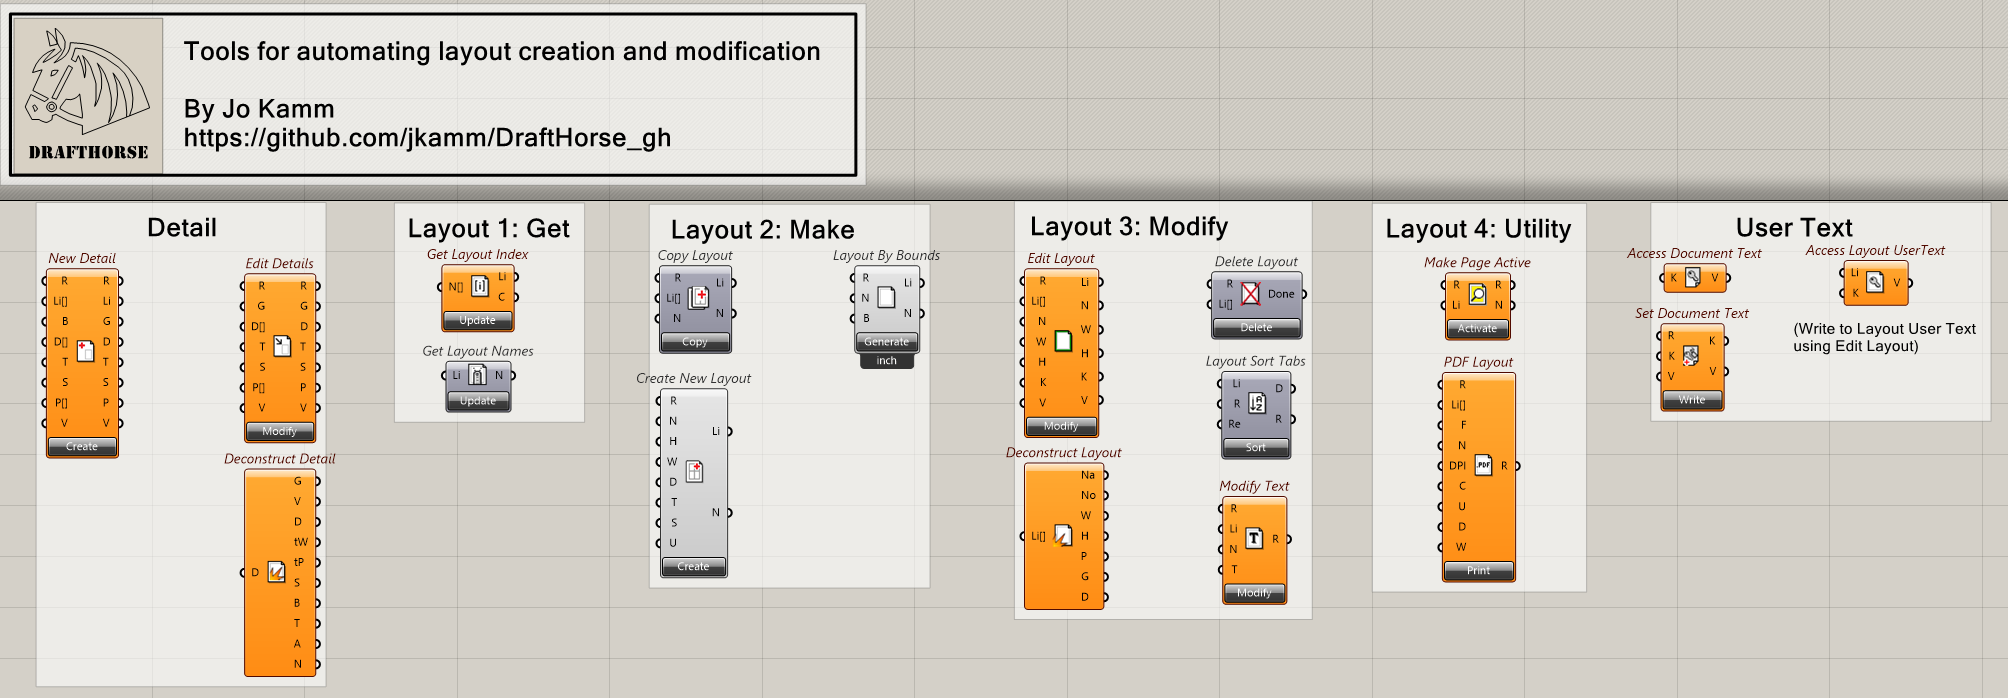 Tools for automating layout creation and modification
By Jo Kamm
https://github.com/jkamm/DraftHorse_gh
DRAFTHORSE
Detail
New Detail
R R
Li[] Li
B G
D[] D
T T
S S
P[] P
V V
Create
Edit Details
R R
G G
D[] D
T T
S S
P[] P
V V
Modify
Deconstruct Detail
G
V
D
tW
tP
D
S
B
T
A
N
Layout 1: Get
Get Layout Index
Li
N[]
C
Update
Get Layout Names
Li N
Update
Layout 2: Make
Copy Layout
R Li
Li[]
N N
Copy
Layout By Bounds
R Li
N
B N
Generate
inch
Create New Layout
R
N
Li
H
W
D
T
N
S
U
Create
Layout 3: Modify
Edit Layout
R Li
Li[] N
N W
W H
H
K K
V V
Modify
Delete Layout
R
Li[] Done
Delete
Layout Sort Tabs
Li D
R
Re R
Sort
Deconstruct Layout
Na
No
W
Li[] H
P
G
D
Modify Text
R
Li
N R
T
Modify
Layout 4: Utility
Make Page Active
R R
Li N
Activate
PDF Layout
R
Li[]
F
N
DPI .PDF R
C
U
D
W
Print
User Text
Access Document Text
K V
Access Layout UserText
Li
K V
Set Document Text
R K
K
V V
Write
(Write to Layout User Text
using Edit Layout)